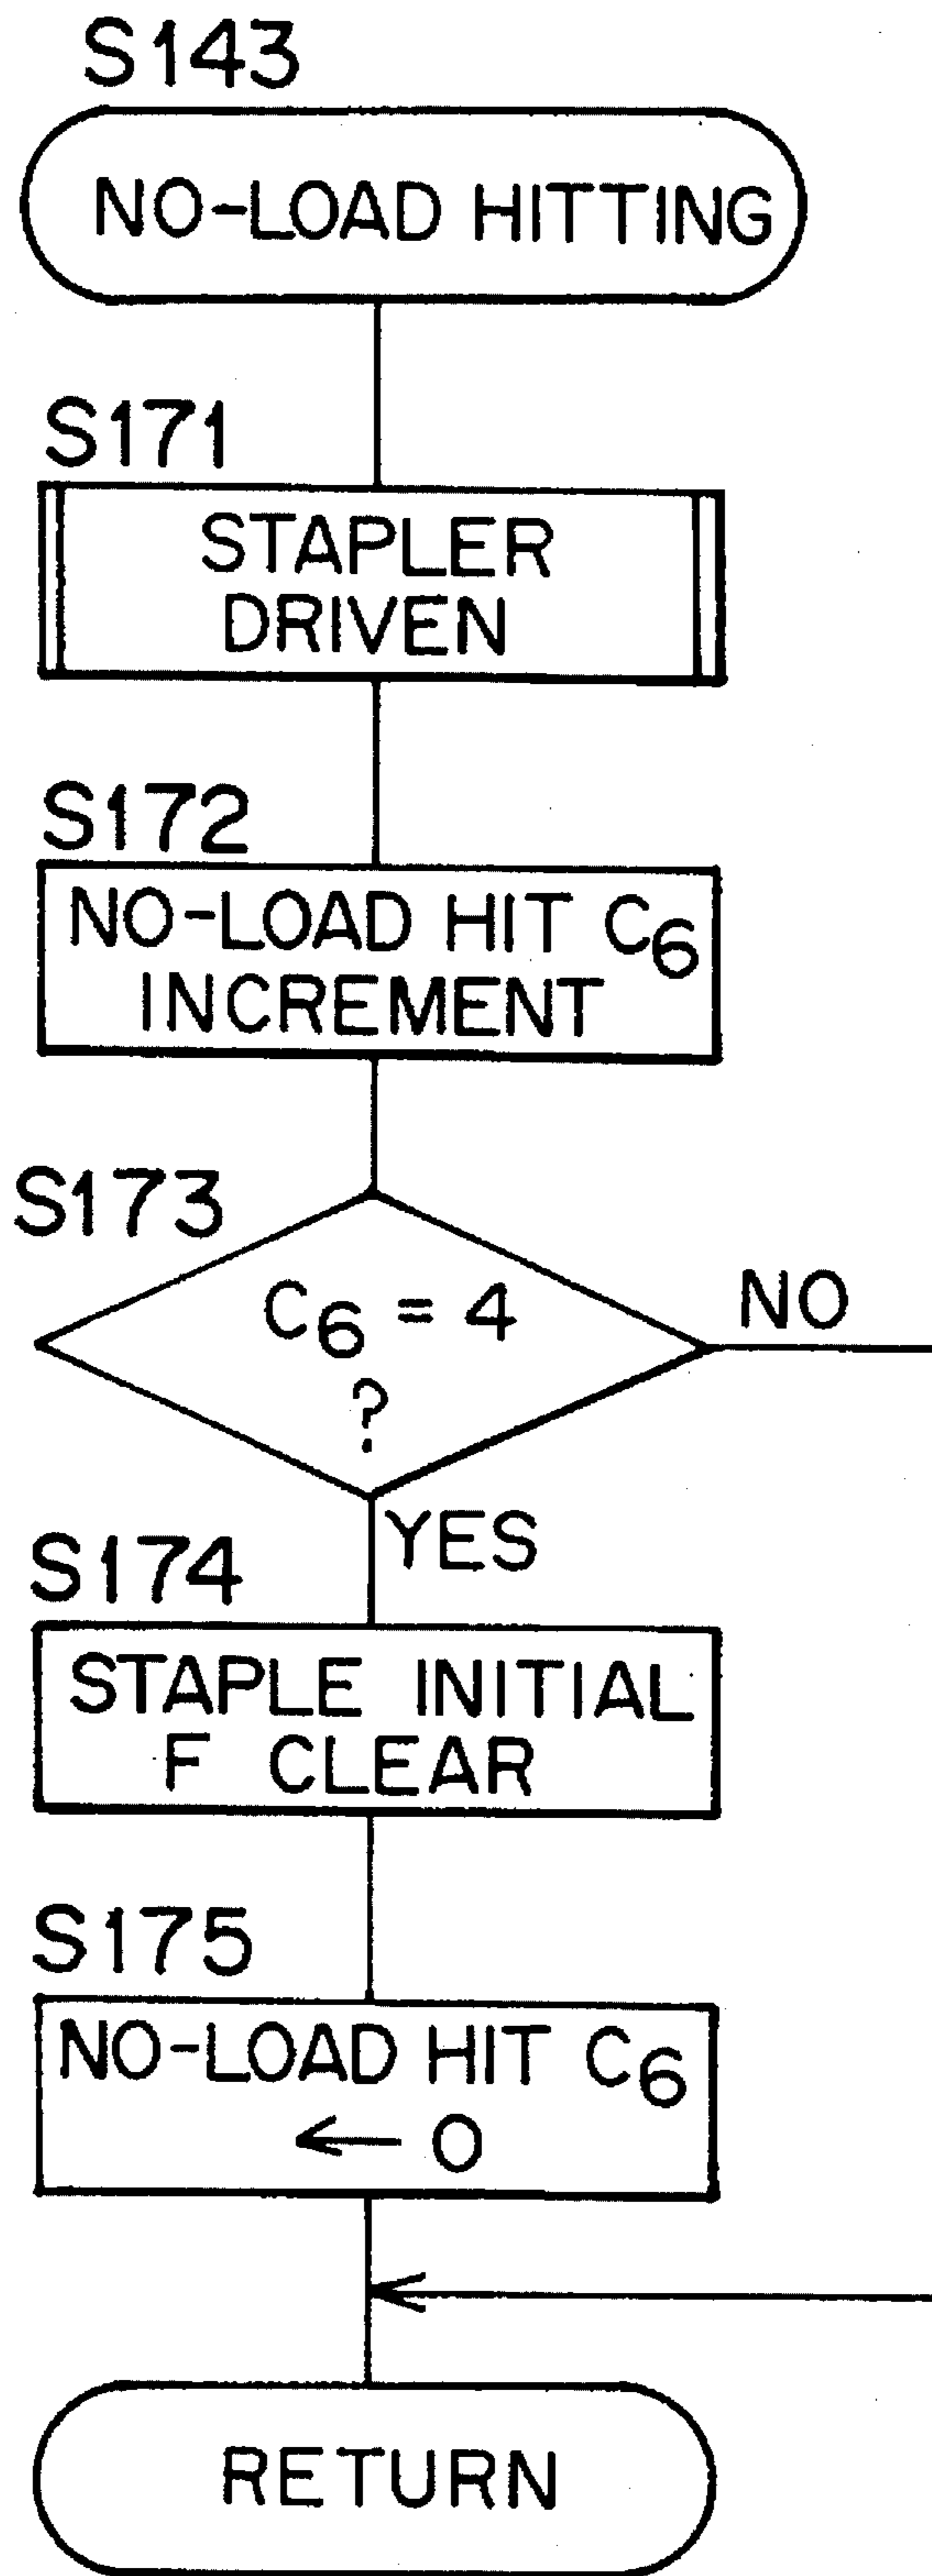 S143
NO-LOAD HITTING
S171
STAPLER
DRIVEN
S172
NO-LOAD HIT C₆
INCREMENT
S173
C₆ = 4
?
NO
YES
S174
STAPLE INITIAL
F CLEAR
S175
NO-LOAD HIT C₆
← 0
RETURN